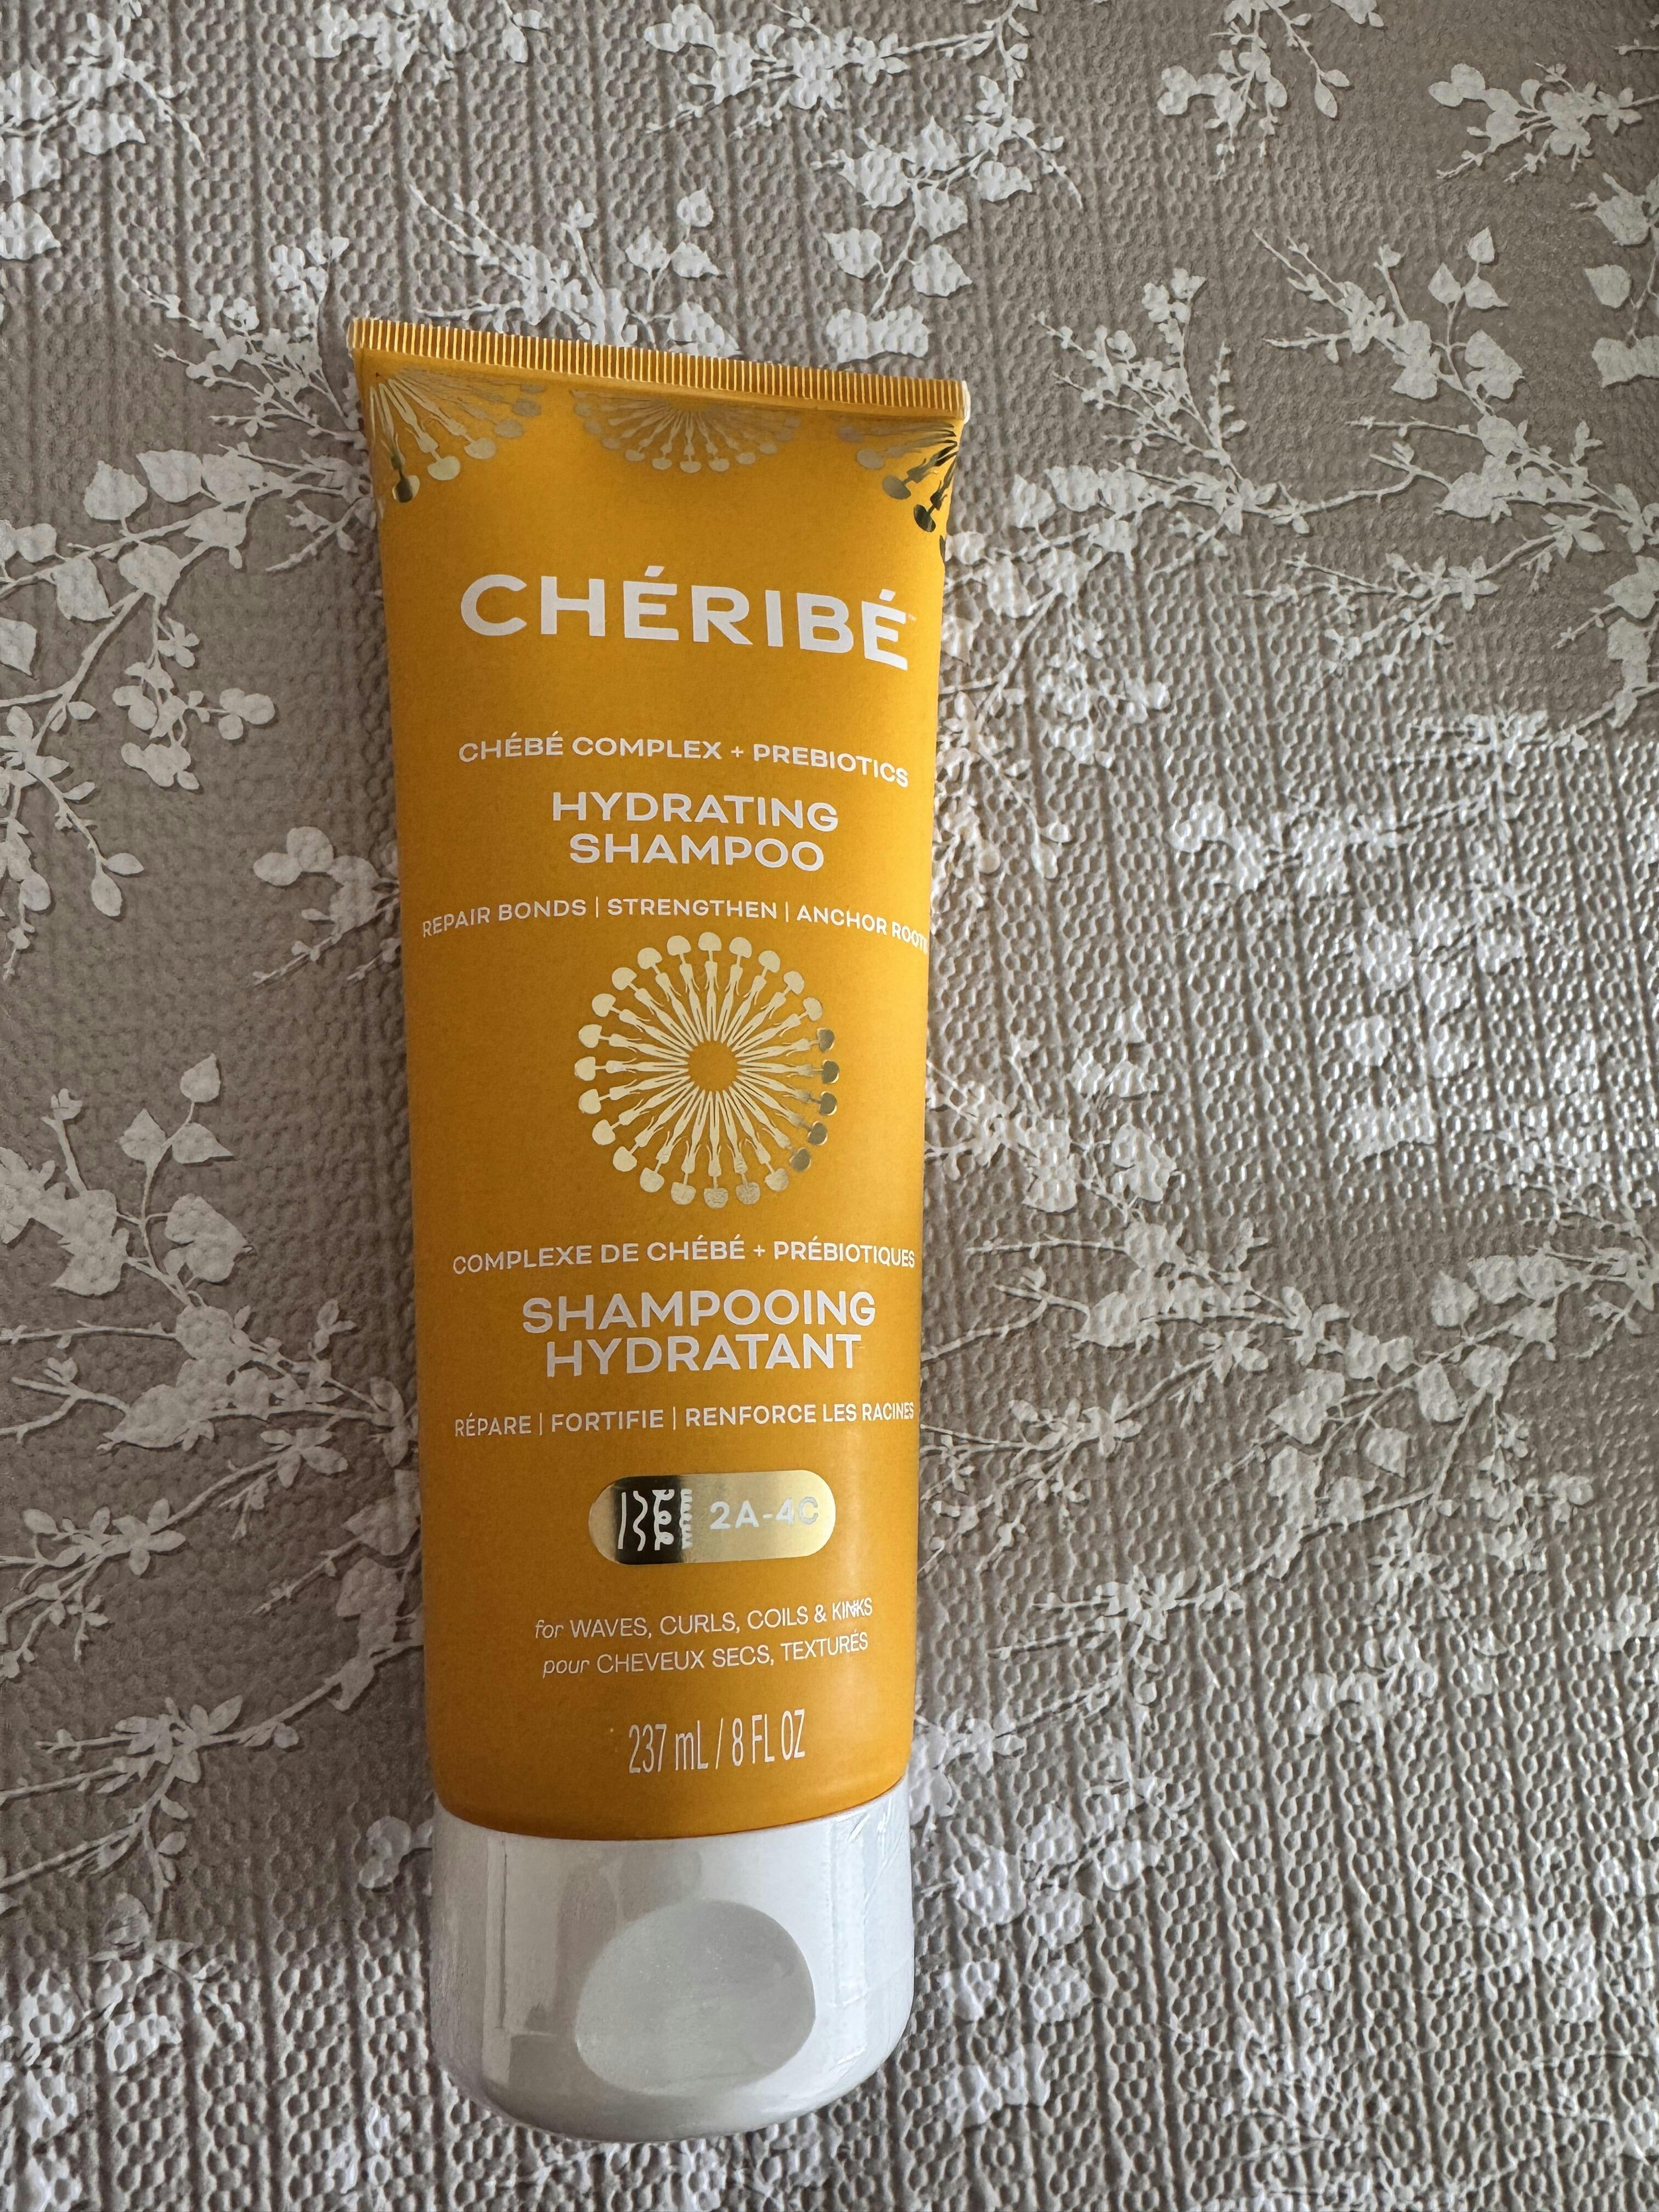 CHÉRIBÉ™
CHÉBÉ COMPLEX + PREBIOTICS
HYDRATING
SHAMPOO
REPAIR BONDS | STRENGTHEN | ANCHOR ROOTS
COMPLEXE DE CHÉBÉ + PRÉBIOTIQUES
SHAMPOOING
HYDRATANT
RÉPARE | FORTIFIE | RENFORCE LES RACINES
2A-4C
for WAVES, CURLS, COILS & KINKS
pour CHEVEUX SECS, TEXTURÉS
237 mL / 8 FL OZ